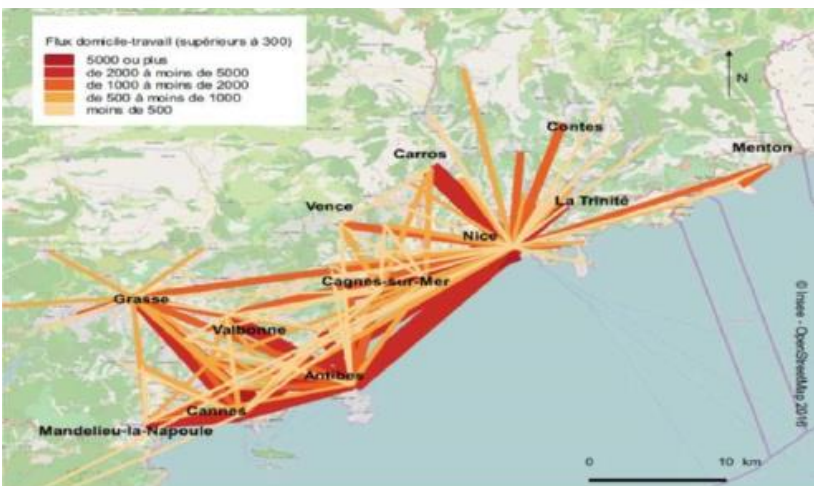 Flux domicile-travail (supérieurs à 300)
5000 ou plus
de 2000 à moins de 5000
de 1000 à moins de 2000
de 500 à moins de 1000
moins de 500
N
Contes
Carros
Menton
Vence
La Trinité
Nice
Cagnes-sur-Mer
Grasse
Valbonne
Antibes
Cannes
Mandelieu-la-Napoule
0 10 km
© Insee - OpenStreetMap 2016